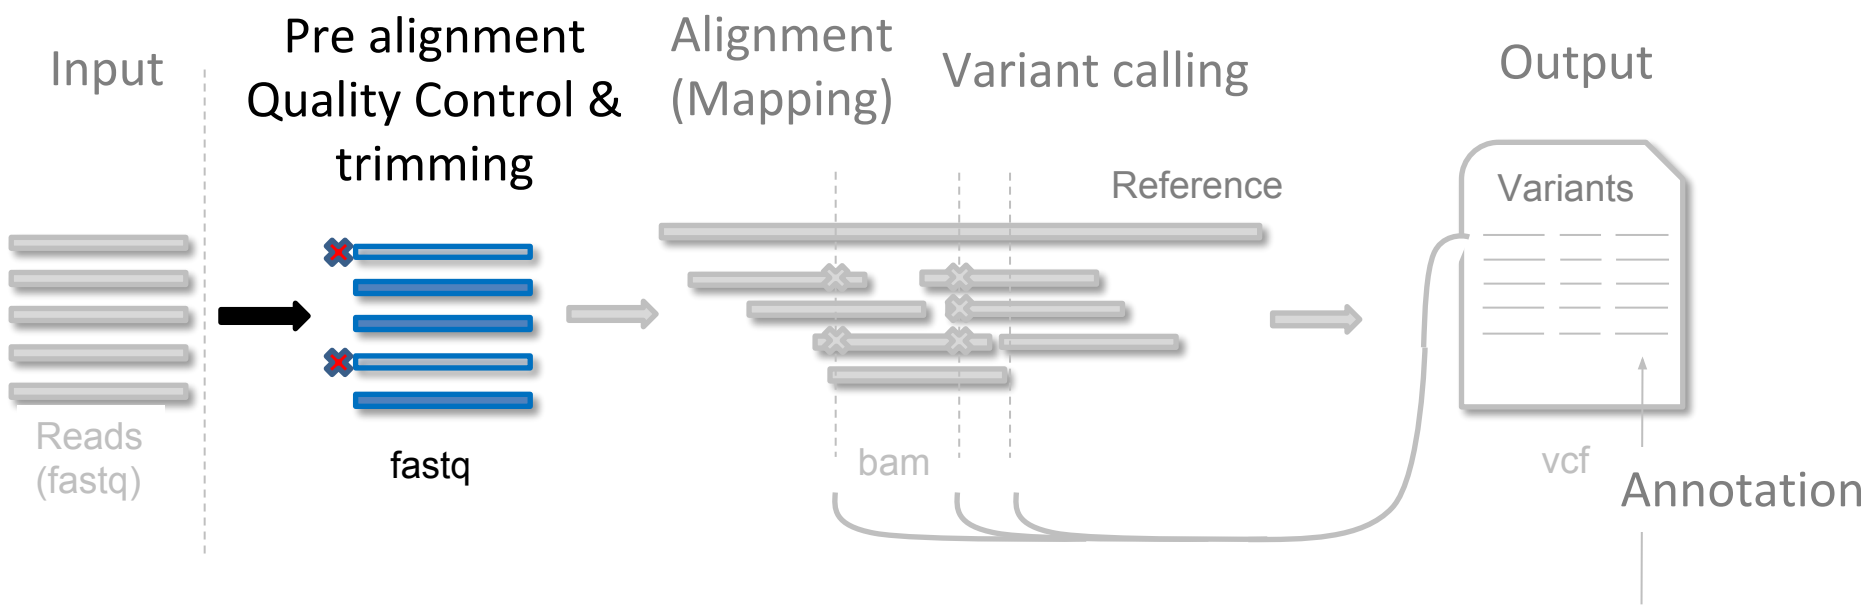 Input
Pre alignment
Quality Control &
trimming
Alignment
(Mapping)
Variant calling
Output
Reference
Variants
Reads
(fastq)
fastq
bam
vcf
Annotation